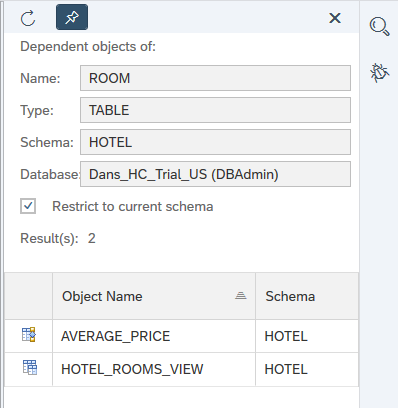 Dependent objects of:
Name: ROOM
Type: TABLE
Schema: HOTEL
Database: Dans_HC_Trial_US (DBAdmin)
Restrict to current schema
Result(s): 2
Object Name Schema
AVERAGE_PRICE HOTEL
HOTEL_ROOMS_VIEW HOTEL